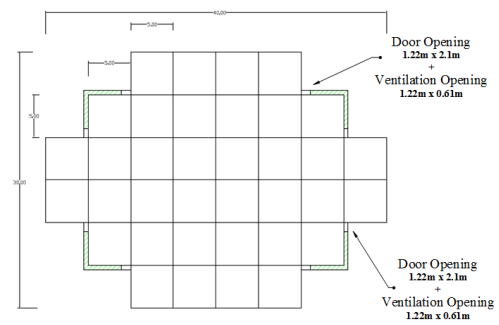 40,00
5,00
Door Opening
1.22m x 2.1m
+
Ventilation Opening
1.22m x 0.61m
5,00
5,00
30,00
Door Opening
1.22m x 2.1m
+
Ventilation Opening
1.22m x 0.61m